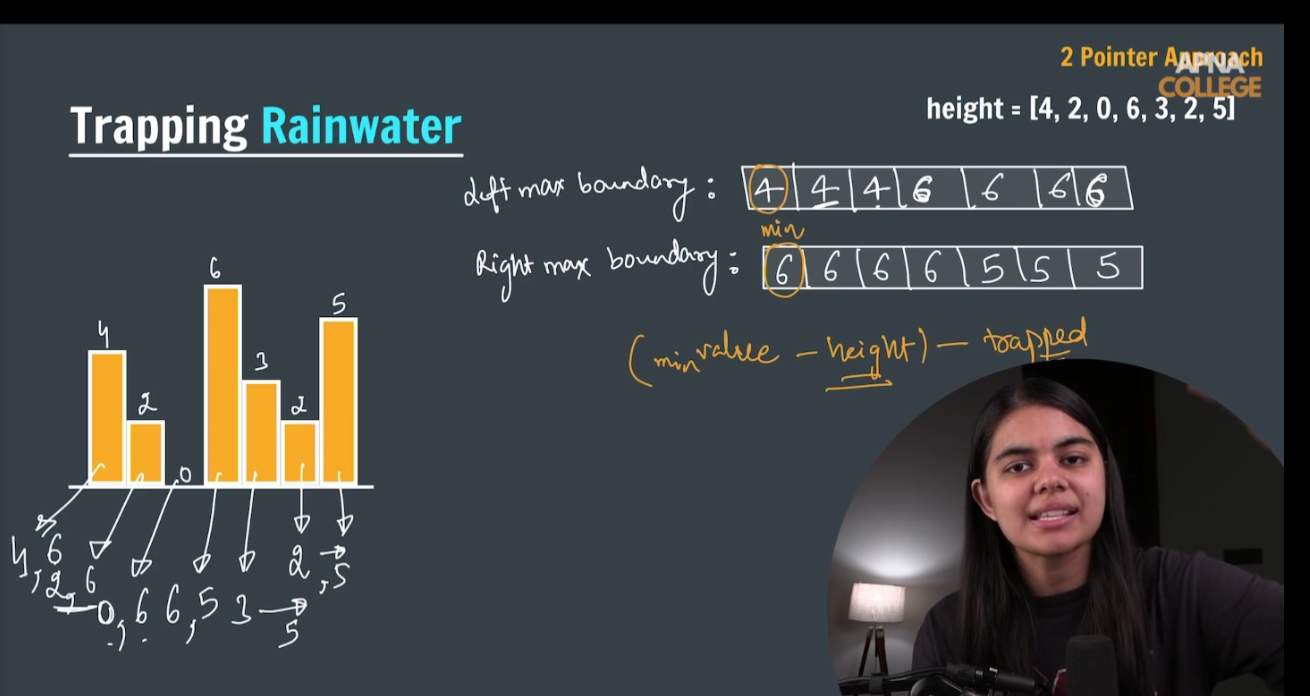 2 Pointer Approach
APNA
COLLEGE
Trapping Rainwater
height = [4, 2, 0, 6, 3, 2, 5]
Left max boundary : 4 4 4 6 6 6 6
min
Right max boundary : 6 6 6 6 5 5 5
(min value - height) - trapped
6
5
4
3
2
2
0
4, 6
2, 6
0, 6
6, 5
3
5
2, 5